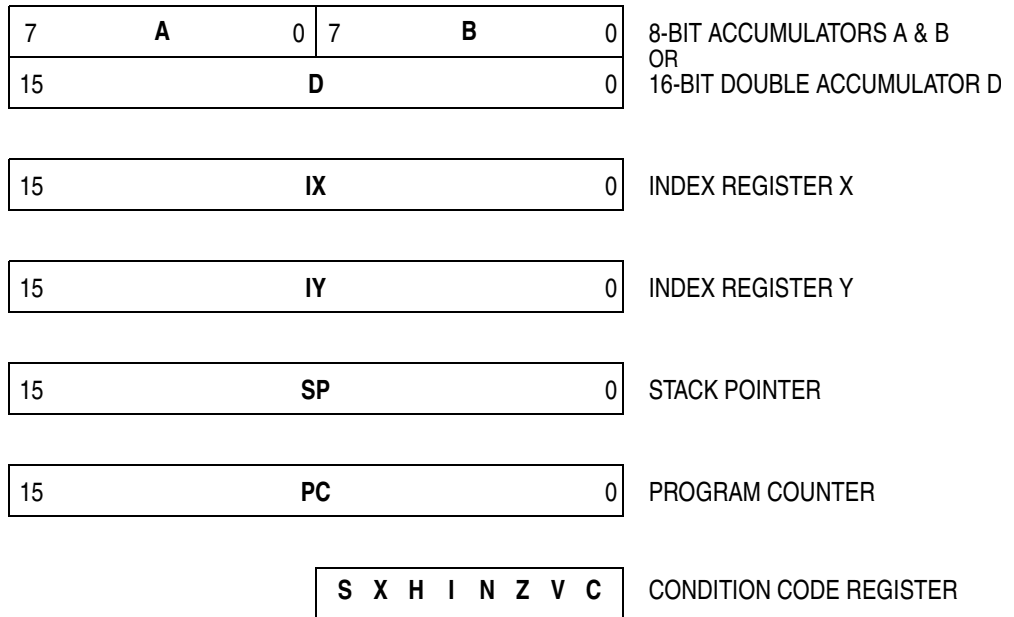 7 A 0 7 B 0 8-BIT ACCUMULATORS A & B
OR
15 D 0 16-BIT DOUBLE ACCUMULATOR D
15 IX 0 INDEX REGISTER X
15 IY 0 INDEX REGISTER Y
15 SP 0 STACK POINTER
15 PC 0 PROGRAM COUNTER
S X H I N Z V C CONDITION CODE REGISTER